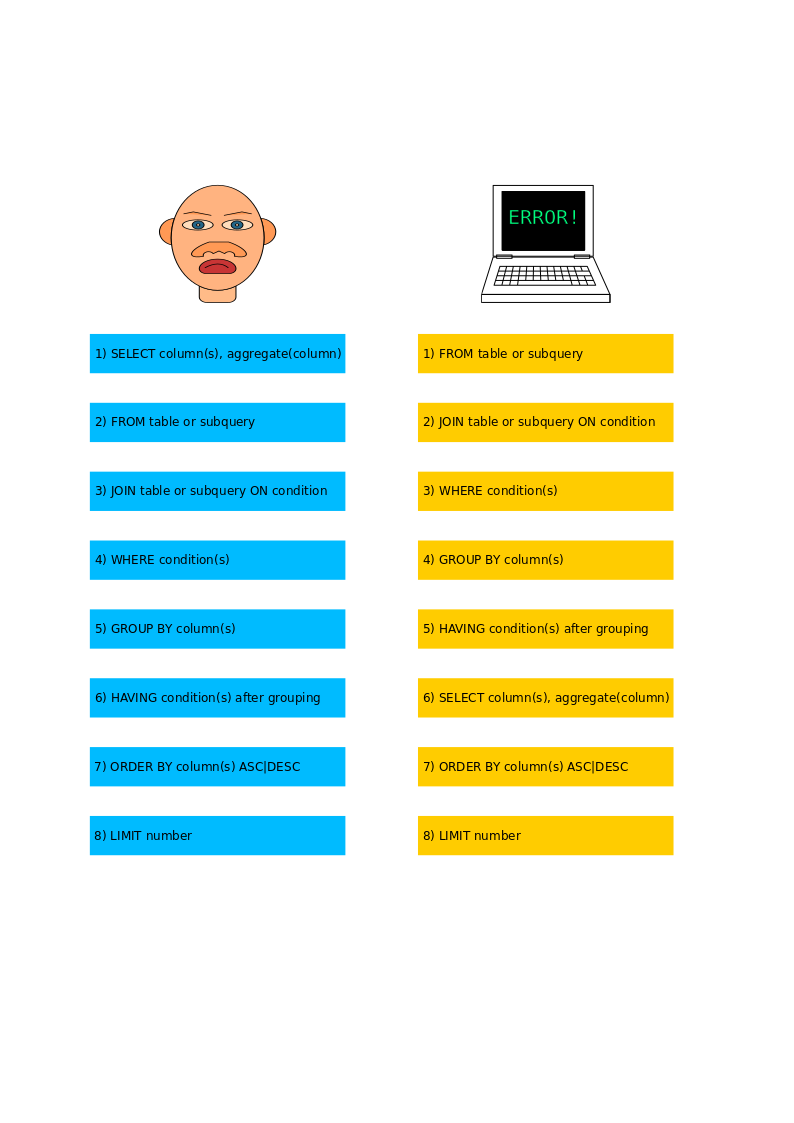 ERROR!
1) SELECT column(s), aggregate(column)
2) FROM table or subquery
3) JOIN table or subquery ON condition
4) WHERE condition(s)
5) GROUP BY column(s)
6) HAVING condition(s) after grouping
7) ORDER BY column(s) ASC|DESC
8) LIMIT number
1) FROM table or subquery
2) JOIN table or subquery ON condition
3) WHERE condition(s)
4) GROUP BY column(s)
5) HAVING condition(s) after grouping
6) SELECT column(s), aggregate(column)
7) ORDER BY column(s) ASC|DESC
8) LIMIT number